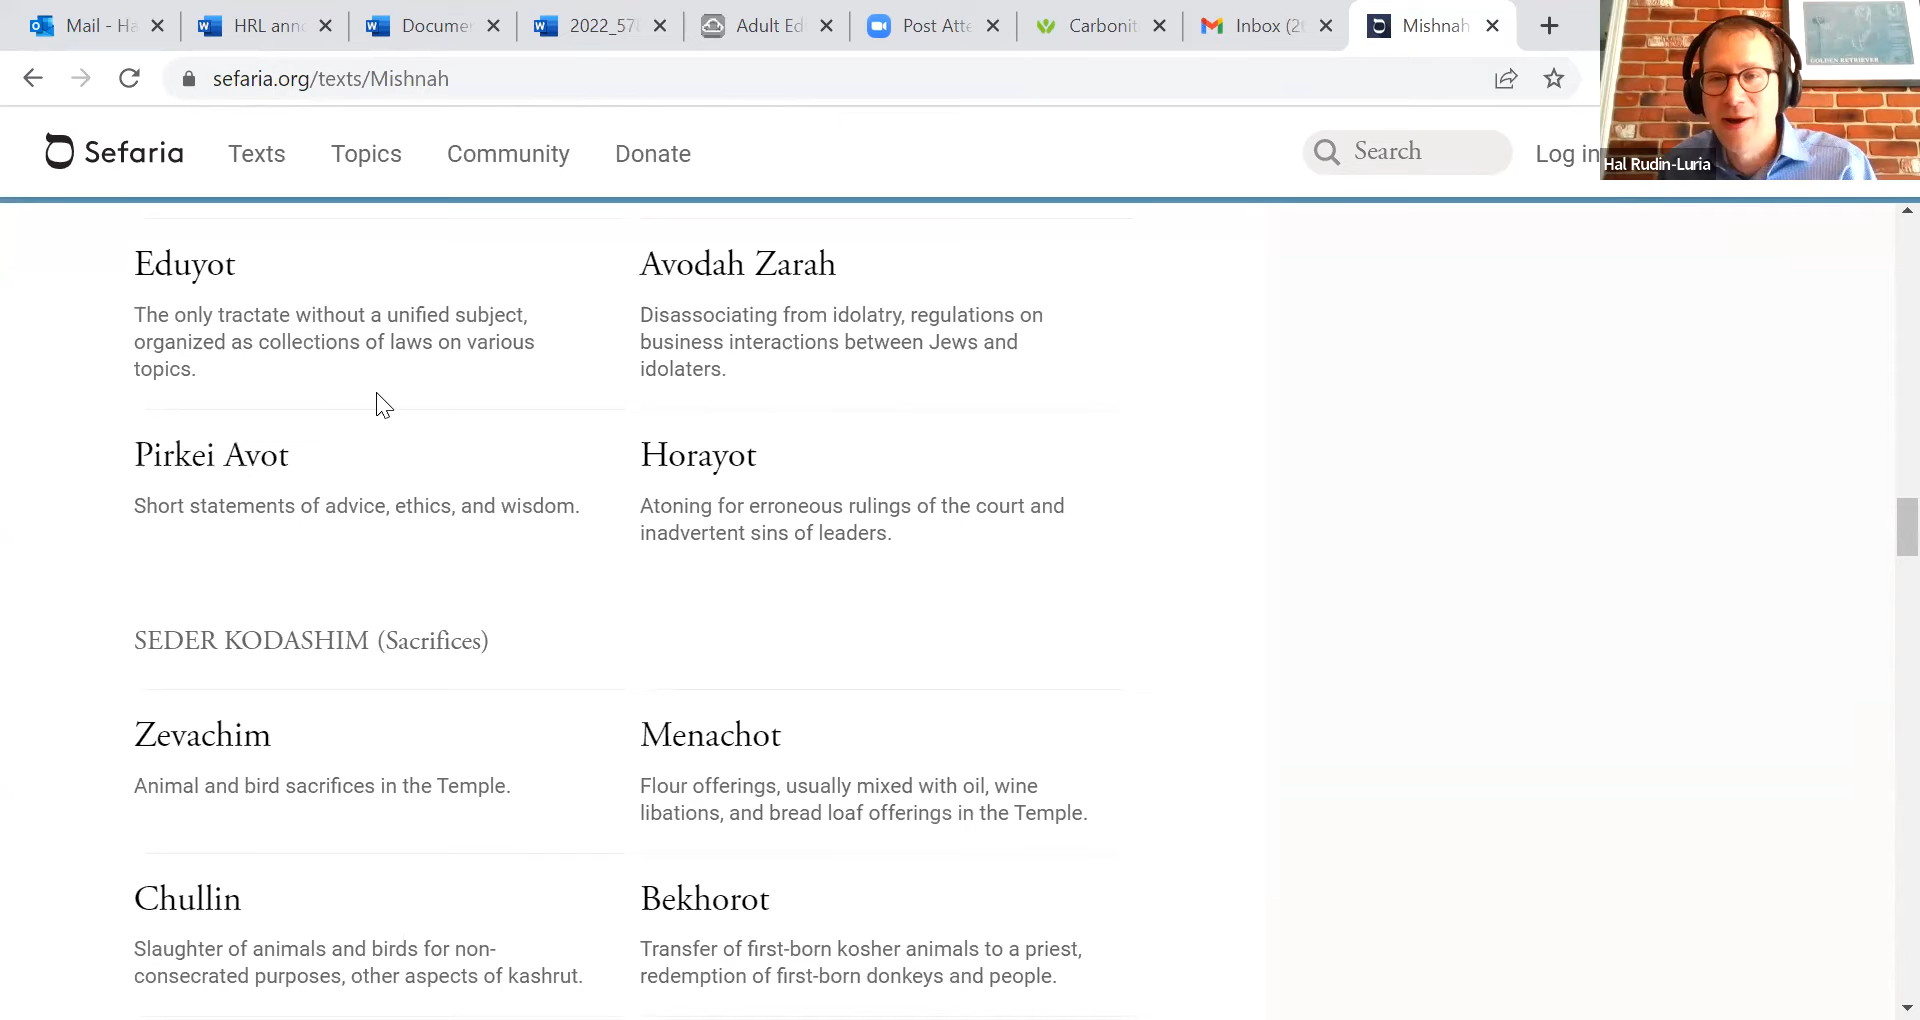 Mail - Ha
HRL anno
Documen
2022_578
Adult Ed
Post Atte
Carbonit
Inbox (20
Mishnah
sefaria.org/texts/Mishnah
GOLDEN RETRIEVER
Sefaria
Texts
Topics
Community
Donate
Search
Log in
Hal Rudin-Luria
Eduyot
The only tractate without a unified subject,
organized as collections of laws on various
topics.
Avodah Zarah
Disassociating from idolatry, regulations on
business interactions between Jews and
idolaters.
Pirkei Avot
Short statements of advice, ethics, and wisdom.
Horayot
Atoning for erroneous rulings of the court and
inadvertent sins of leaders.
SEDER KODASHIM (Sacrifices)
Zevachim
Animal and bird sacrifices in the Temple.
Menachot
Flour offerings, usually mixed with oil, wine
libations, and bread loaf offerings in the Temple.
Chullin
Slaughter of animals and birds for non-
consecrated purposes, other aspects of kashrut.
Bekhorot
Transfer of first-born kosher animals to a priest,
redemption of first-born donkeys and people.